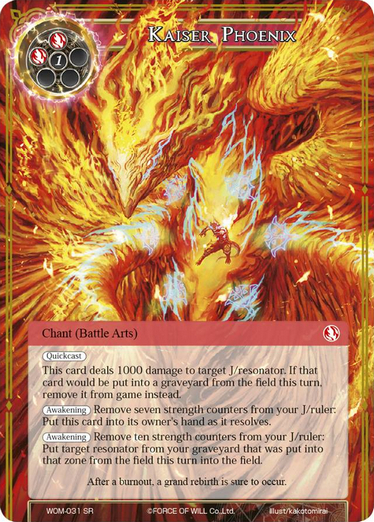 Kaiser Phoenix
1
Chant (Battle Arts)
Quickcast
This card deals 1000 damage to target J/resonator. If that
card would be put into a graveyard from the field this turn,
remove it from game instead.
Awakening Remove seven strength counters from your J/ruler:
Put this card into its owner's hand as it resolves.
Awakening Remove ten strength counters from your J/ruler:
Put target resonator from your graveyard that was put into
that zone from the field this turn into the field.
After a burnout, a grand rebirth is sure to occur.
WOM-031 SR ©FORCE OF WILL Co.,Ltd. illust/kakotomirai